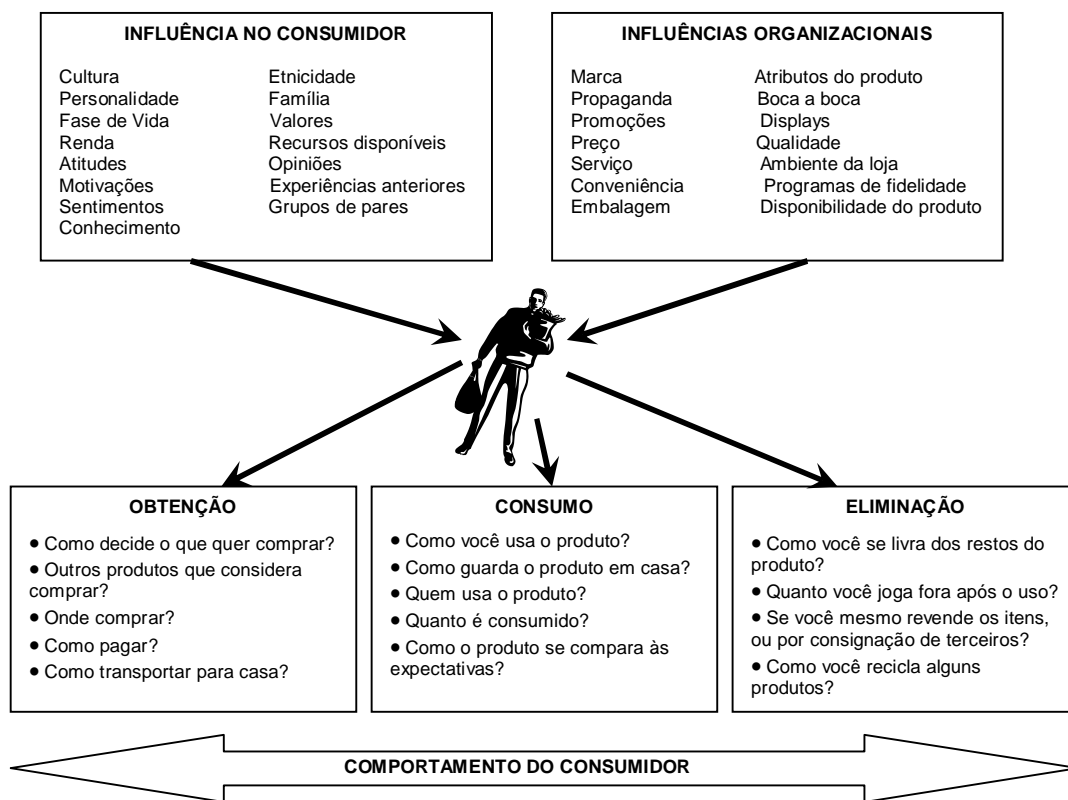 INFLUÊNCIA NO CONSUMIDOR
Cultura Etnicidade
Personalidade Família
Fase de Vida Valores
Renda Recursos disponíveis
Atitudes Opiniões
Motivações Experiências anteriores
Sentimentos Grupos de pares
Conhecimento
INFLUÊNCIAS ORGANIZACIONAIS
Marca Atributos do produto
Propaganda Boca a boca
Promoções Displays
Preço Qualidade
Serviço Ambiente da loja
Conveniência Programas de fidelidade
Embalagem Disponibilidade do produto
OBTENÇÃO
● Como decide o que quer comprar?
● Outros produtos que considera
comprar?
● Onde comprar?
● Como pagar?
● Como transportar para casa?
CONSUMO
● Como você usa o produto?
● Como guarda o produto em casa?
● Quem usa o produto?
● Quanto é consumido?
● Como o produto se compara às
expectativas?
ELIMINAÇÃO
● Como você se livra dos restos do
produto?
● Quanto você joga fora após o uso?
● Se você mesmo revende os itens,
ou por consignação de terceiros?
● Como você recicla alguns
produtos?
COMPORTAMENTO DO CONSUMIDOR